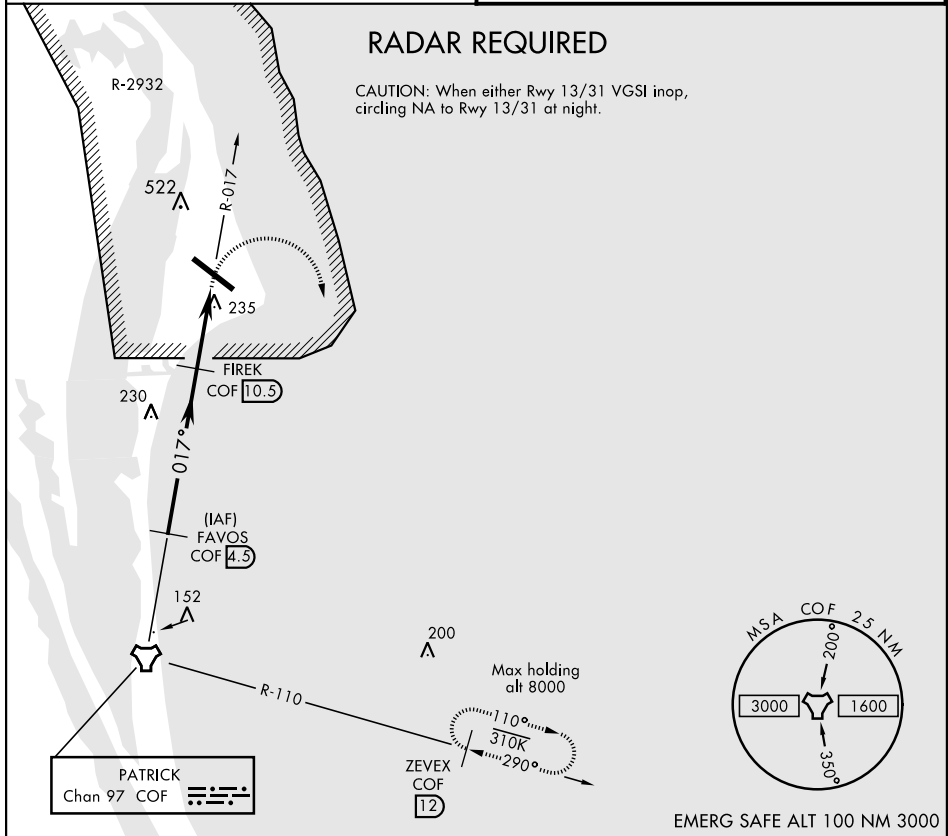 RADAR REQUIRED
CAUTION: When either Rwy 13/31 VGSI inop,
circling NA to Rwy 13/31 at night.
R-2932
522
R-017
235
FIREK
COF 10.5
230
017°
(IAF)
FAVOS
COF 4.5
152
200
R-110
Max holding
alt 8000
110°
310K
290°
ZEVEX
COF
12
PATRICK
Chan 97 COF
MSA COF 25 NM
200°
3000
1600
350°
EMERG SAFE ALT 100 NM 3000